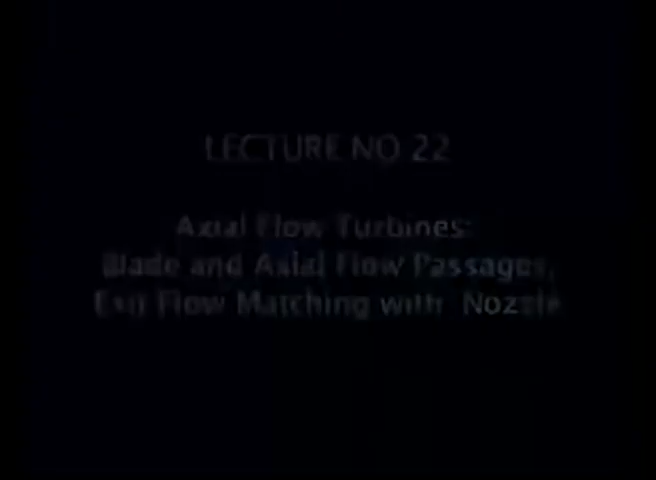 LECTURE NO 22
Axial Flow Turbines:
Blade and Axial Flow Passages,
Exit Flow Matching with Nozzle